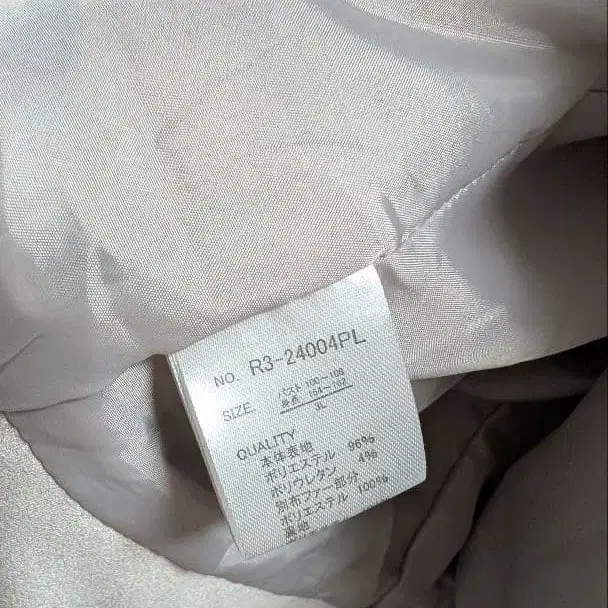 NO. R3-24004PL
SIZE. バスト 100~108
身長 154~162
3L
QUALITY
本体表地
ポリエステル 96%
ポリウレタン 4%
別布ファー部分
ポリエステル 100%
裏地